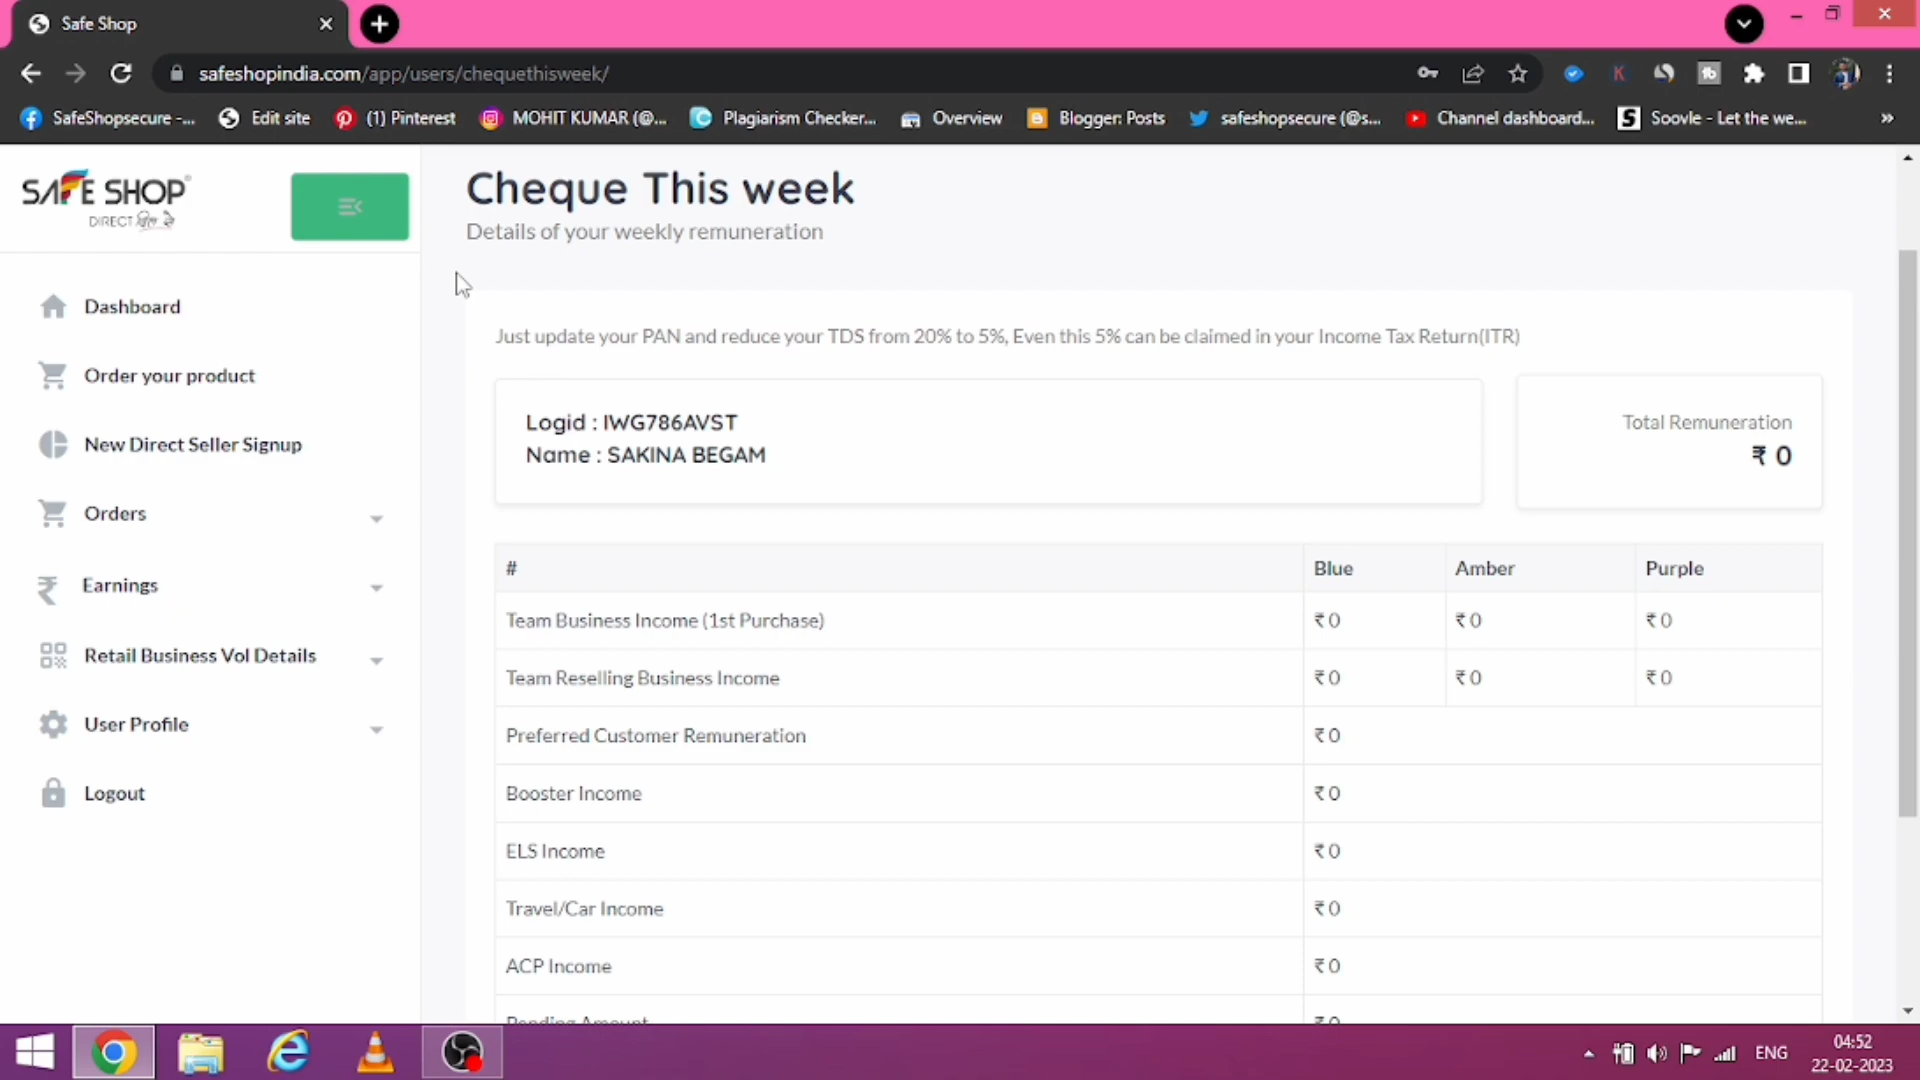 Safe Shop
safeshopindia.com/app/users/chequethisweek/
SafeShopsecure -... Edit site (1) Pinterest MOHIT KUMAR (@... Plagiarism Checker... Overview Blogger: Posts safeshopsecure (@s... Channel dashboard... Soovle - Let the we... »
SAFE SHOP
DIRECT
Cheque This week
Details of your weekly remuneration
Dashboard
Order your product
New Direct Seller Signup
Orders
Earnings
Retail Business Vol Details
User Profile
Logout
Just update your PAN and reduce your TDS from 20% to 5%, Even this 5% can be claimed in your Income Tax Return(ITR)
Logid : IWG786AVST
Name : SAKINA BEGAM
Total Remuneration
₹ 0
# Blue Amber Purple
Team Business Income (1st Purchase) ₹ 0 ₹ 0 ₹ 0
Team Reselling Business Income ₹ 0 ₹ 0 ₹ 0
Preferred Customer Remuneration ₹ 0
Booster Income ₹ 0
ELS Income ₹ 0
Travel/Car Income ₹ 0
ACP Income ₹ 0
Pending Amount ₹ 0
ENG
04:52
22-02-2023